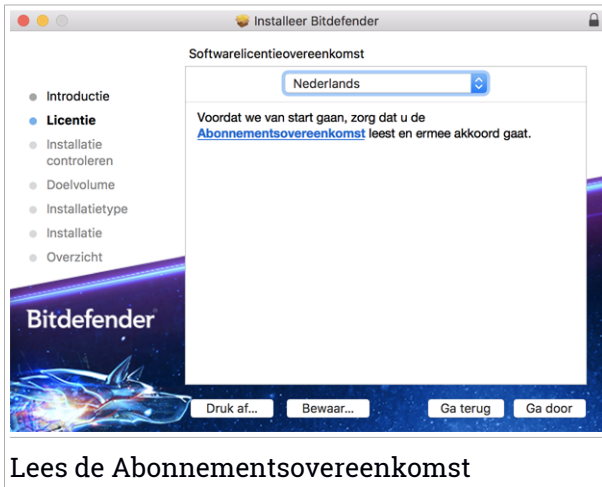 Installeer Bitdefender
Softwarelicentieovereenkomst
Nederlands
Introductie
Licentie
Installatie
controleren
Doelvolume
Installatietype
Installatie
Overzicht
Voordat we van start gaan, zorg dat u de
Abonnementsovereenkomst leest en ermee akkoord gaat.
Bitdefender
Druk af... Bewaar... Ga terug Ga door
Lees de Abonnementsovereenkomst